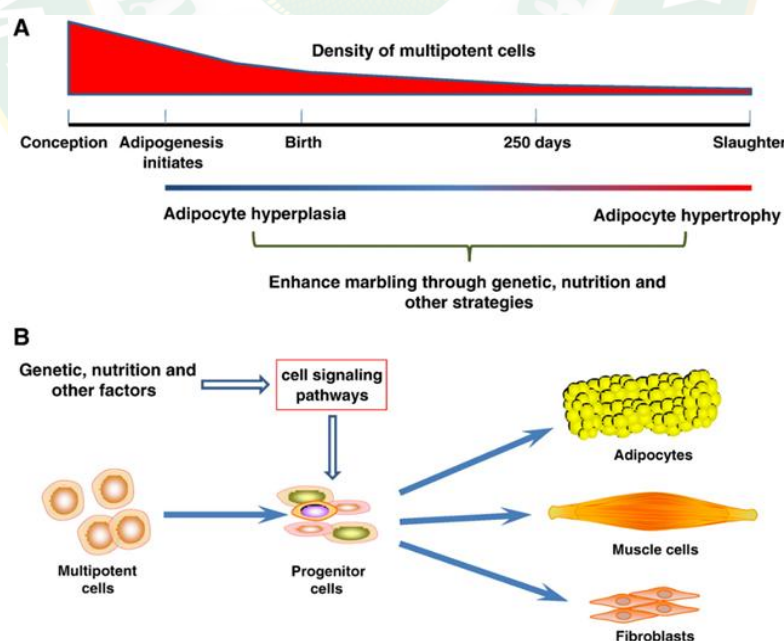 A
Density of multipotent cells
Conception
Adipogenesis
initiates
Birth
250 days
Slaughter
Adipocyte hyperplasia
Adipocyte hypertrophy
Enhance marbling through genetic, nutrition and
other strategies
B
Genetic, nutrition and
other factors
cell signaling
pathways
Adipocytes
Muscle cells
Multipotent
cells
Progenitor
cells
Fibroblasts